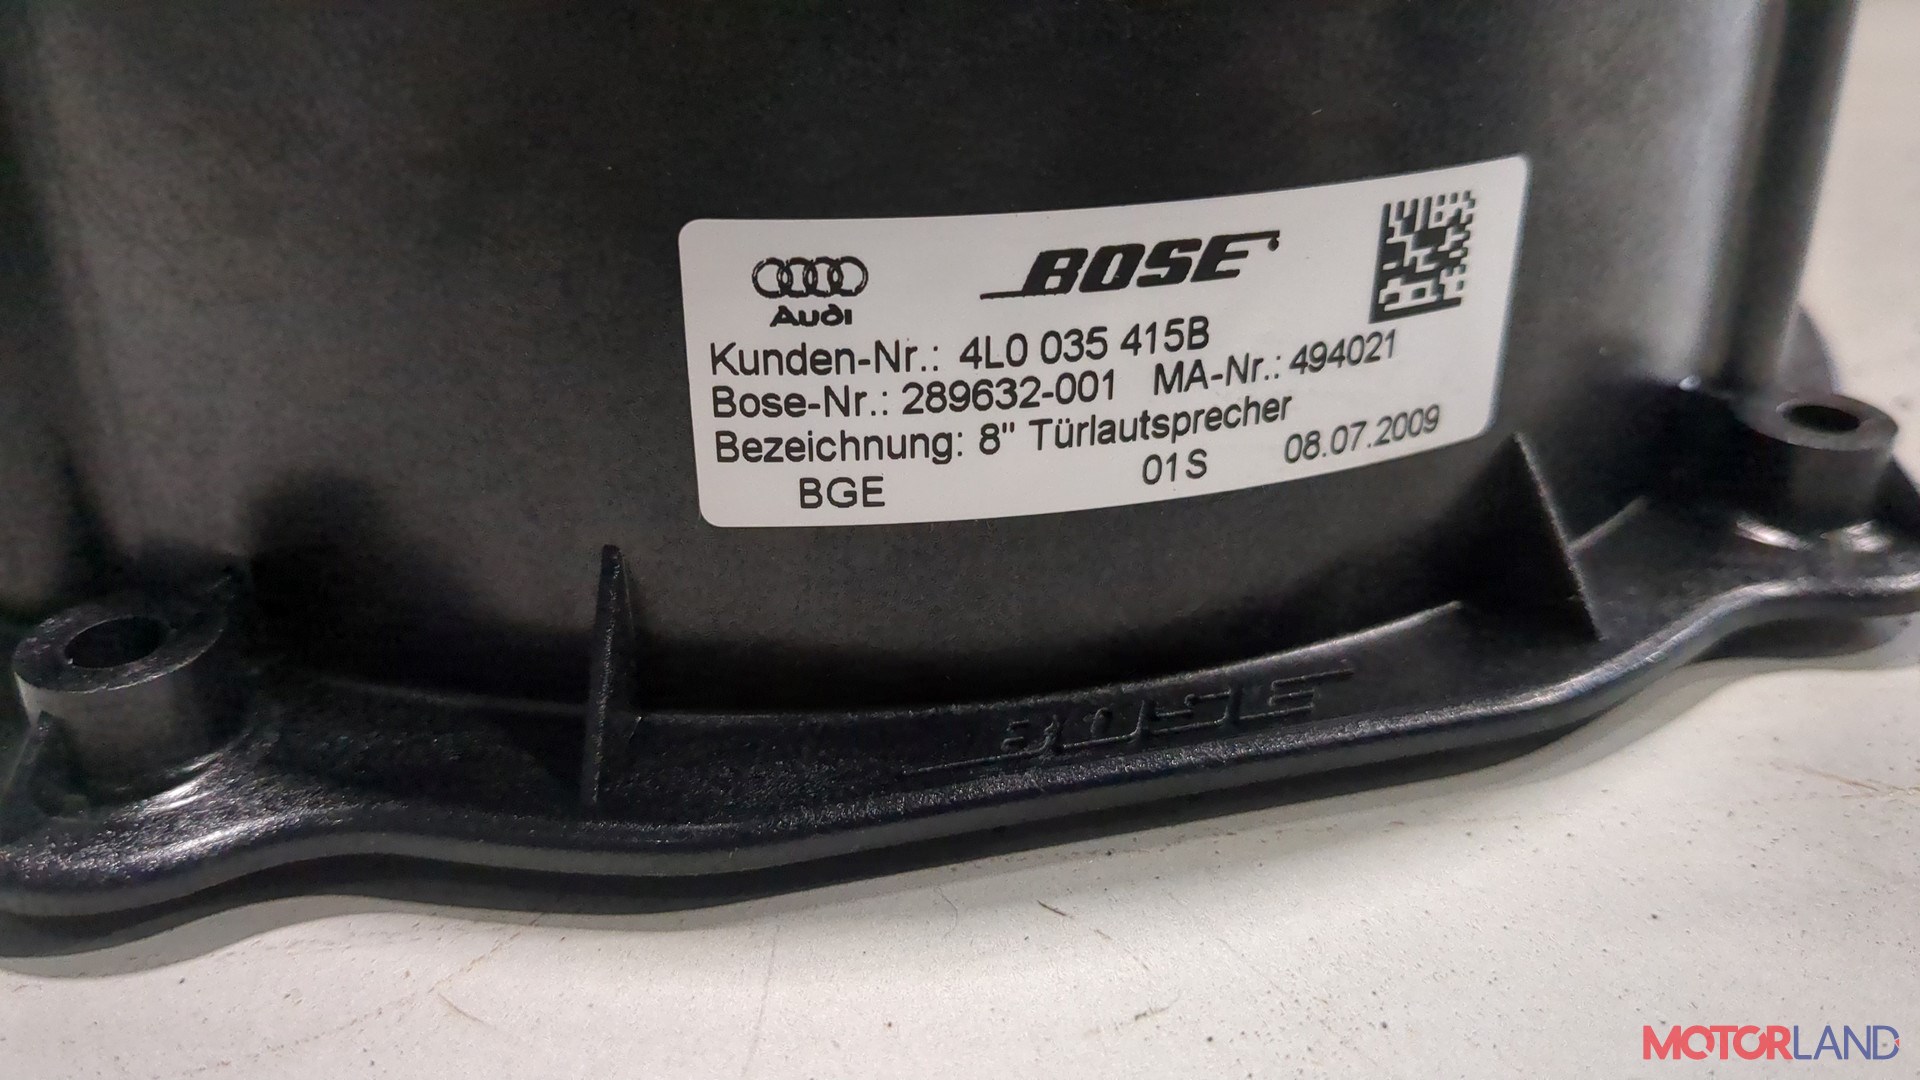 Audi BOSE
Kunden-Nr.: 4L0 035 415B
Bose-Nr.: 289632-001 MA-Nr.: 494021
Bezeichnung: 8" Türlautsprecher
BGE 01S 08.07.2009
BOSE
MOTORLAND